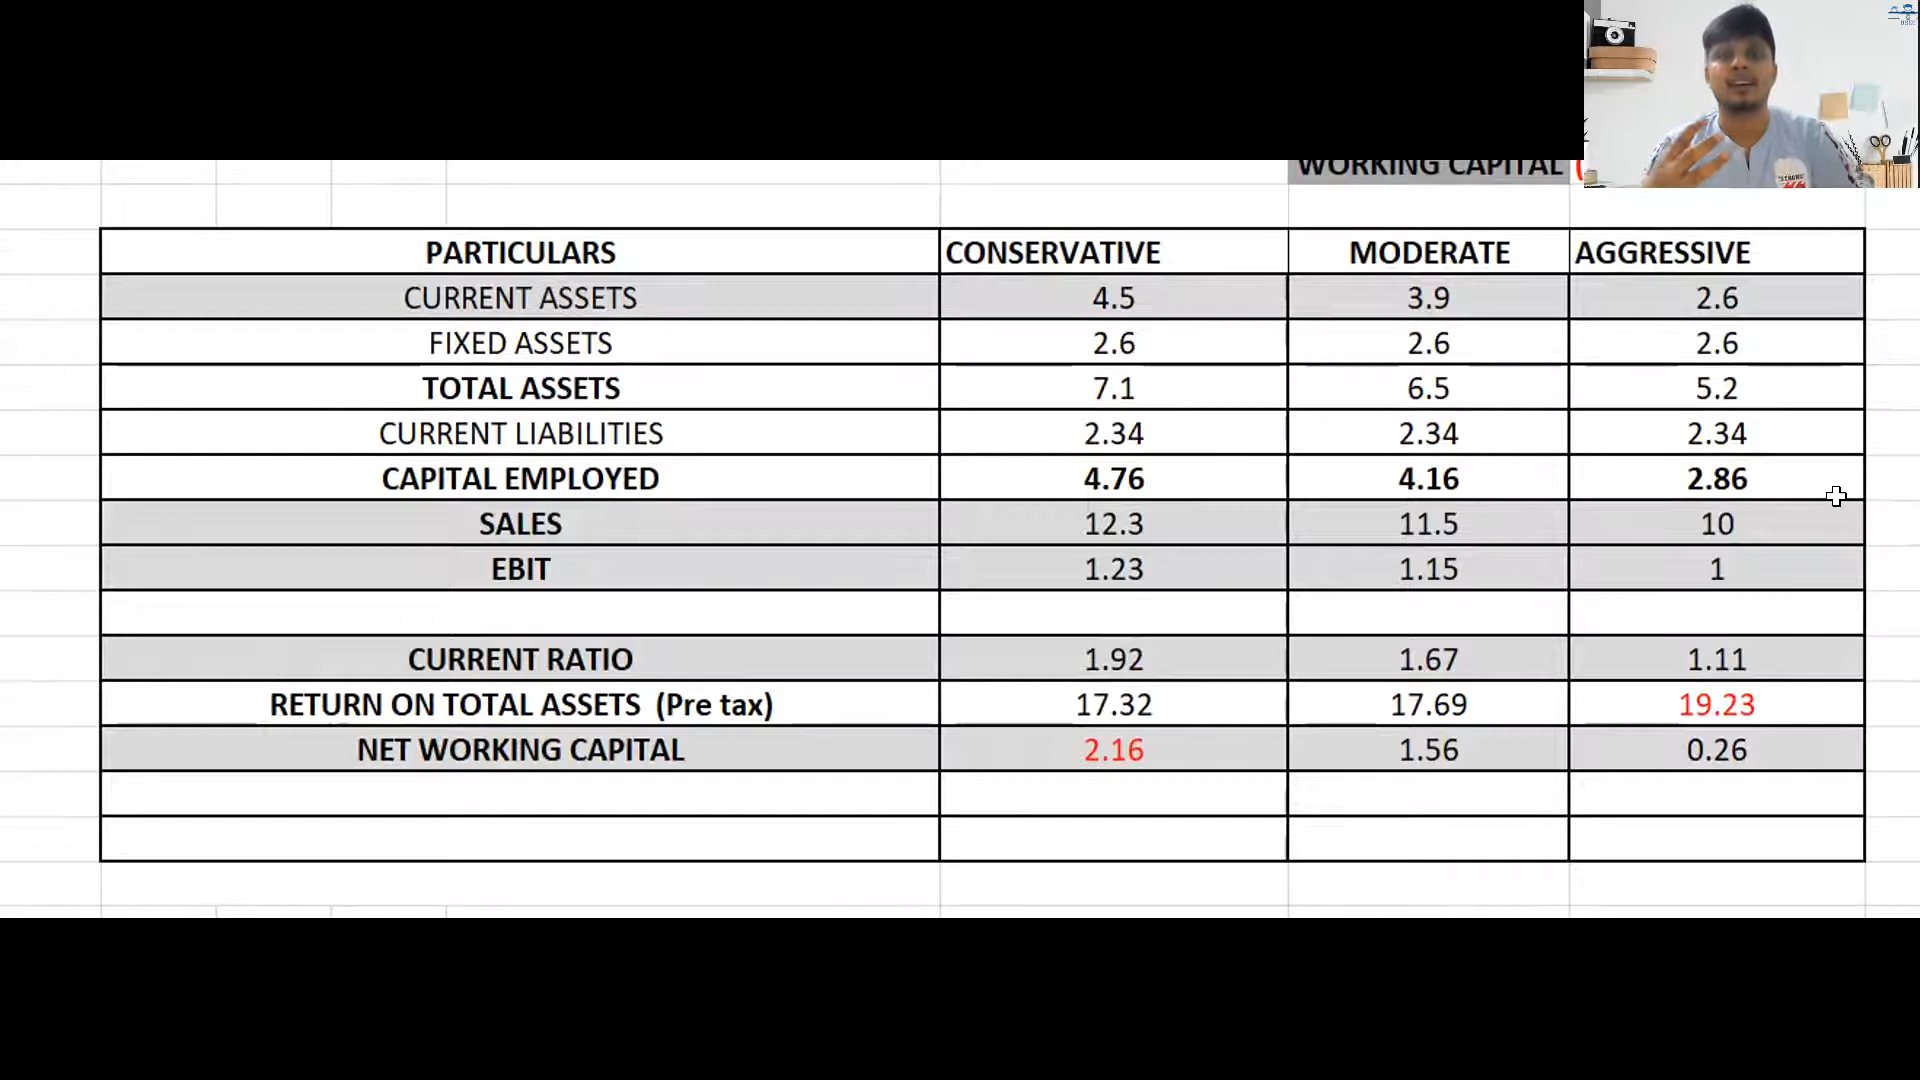 WORKING CAPITAL (
PARTICULARS CONSERVATIVE MODERATE AGGRESSIVE
CURRENT ASSETS 4.5 3.9 2.6
FIXED ASSETS 2.6 2.6 2.6
TOTAL ASSETS 7.1 6.5 5.2
CURRENT LIABILITIES 2.34 2.34 2.34
CAPITAL EMPLOYED 4.76 4.16 2.86
SALES 12.3 11.5 10
EBIT 1.23 1.15 1
CURRENT RATIO 1.92 1.67 1.11
RETURN ON TOTAL ASSETS (Pre tax) 17.32 17.69 19.23
NET WORKING CAPITAL 2.16 1.56 0.26